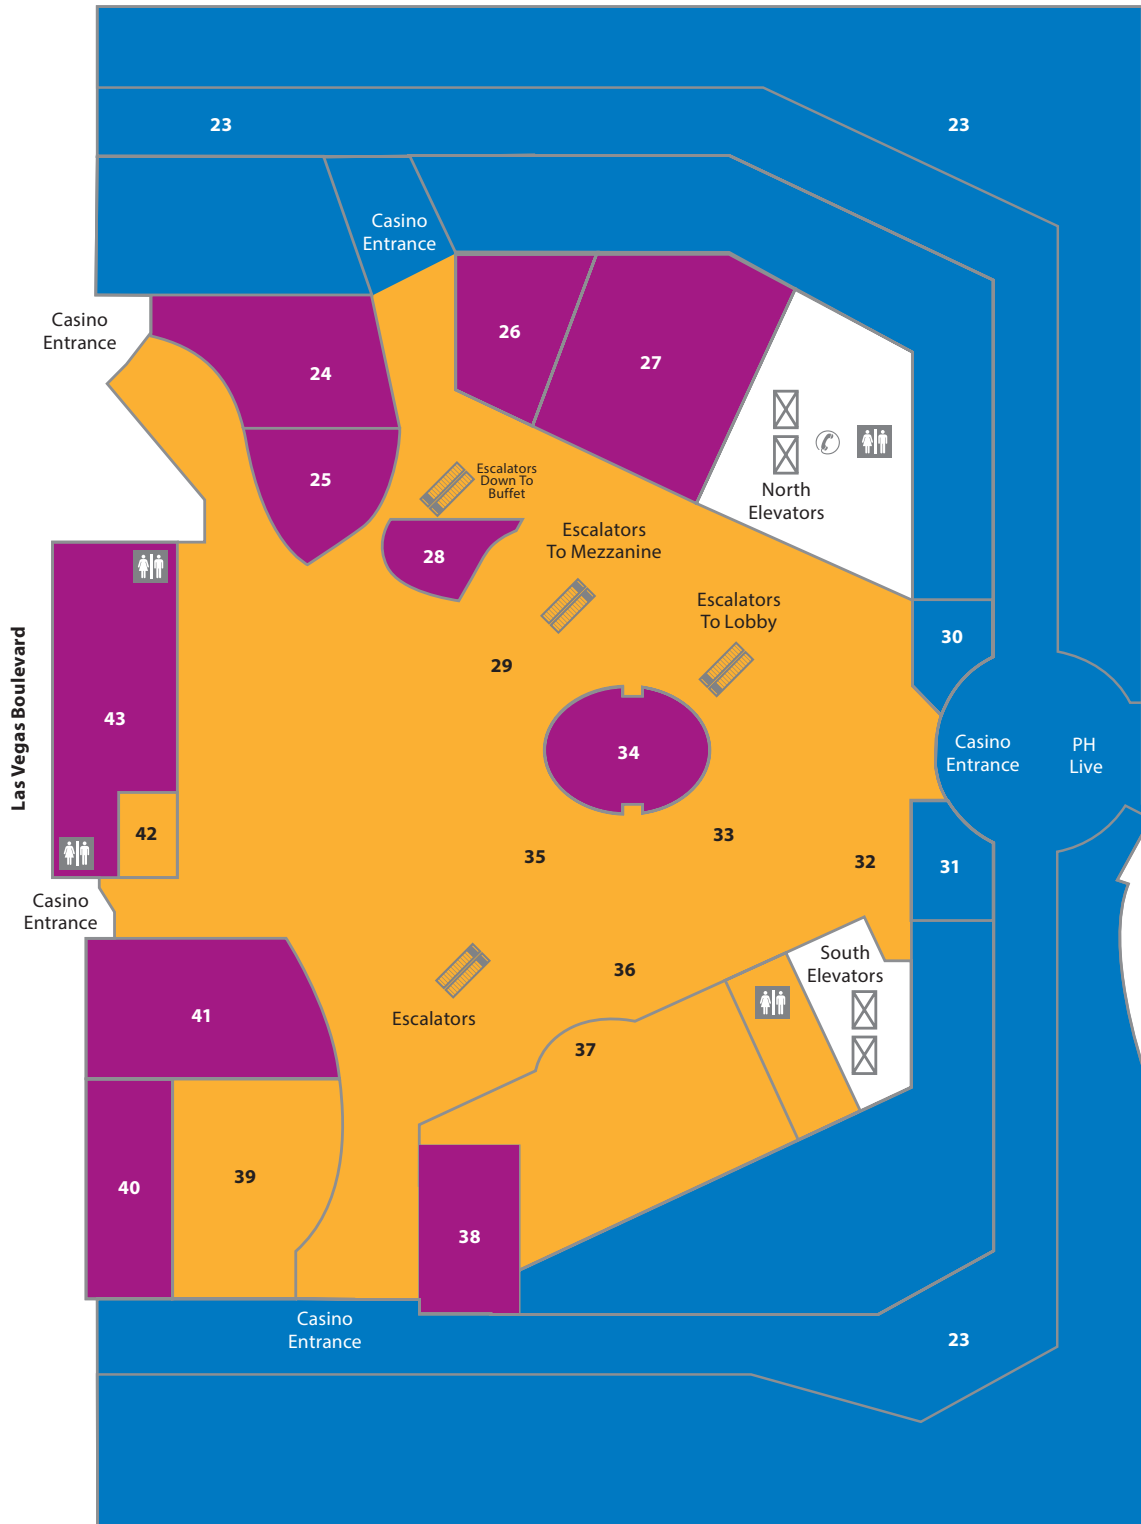 23
23
Casino
Entrance
Casino
Entrance
26
27
24
25
Escalators
Down To
Buffet
North
Elevators
Escalators
To Mezzanine
28
Escalators
To Lobby
30
29
Las Vegas Boulevard
43
34
Casino
Entrance
PH
Live
42
33
35
32
31
Casino
Entrance
36
South
Elevators
41
Escalators
37
40
39
38
Casino
Entrance
23